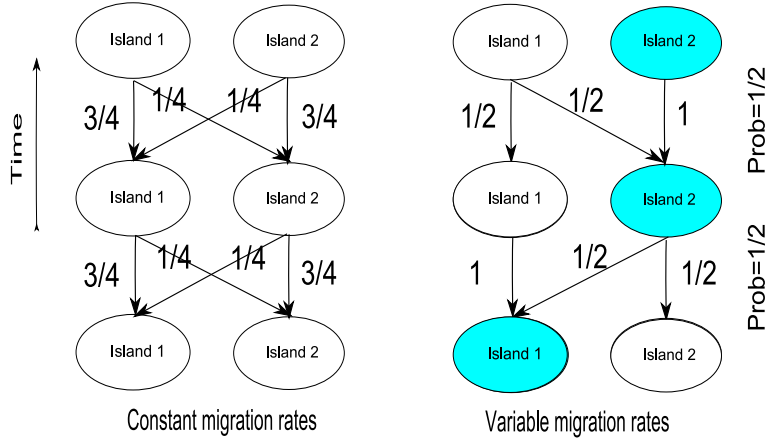 Island 1
Island 2
Island 1
Island 2
1/4
1/4
3/4
3/4
1/2
1/2
1
Prob=1/2
Time
Island 1
Island 2
Island 1
Island 2
1/4
1/4
3/4
3/4
1
1/2
1/2
Prob=1/2
Island 1
Island 2
Island 1
Island 2
Constant migration rates
Variable migration rates